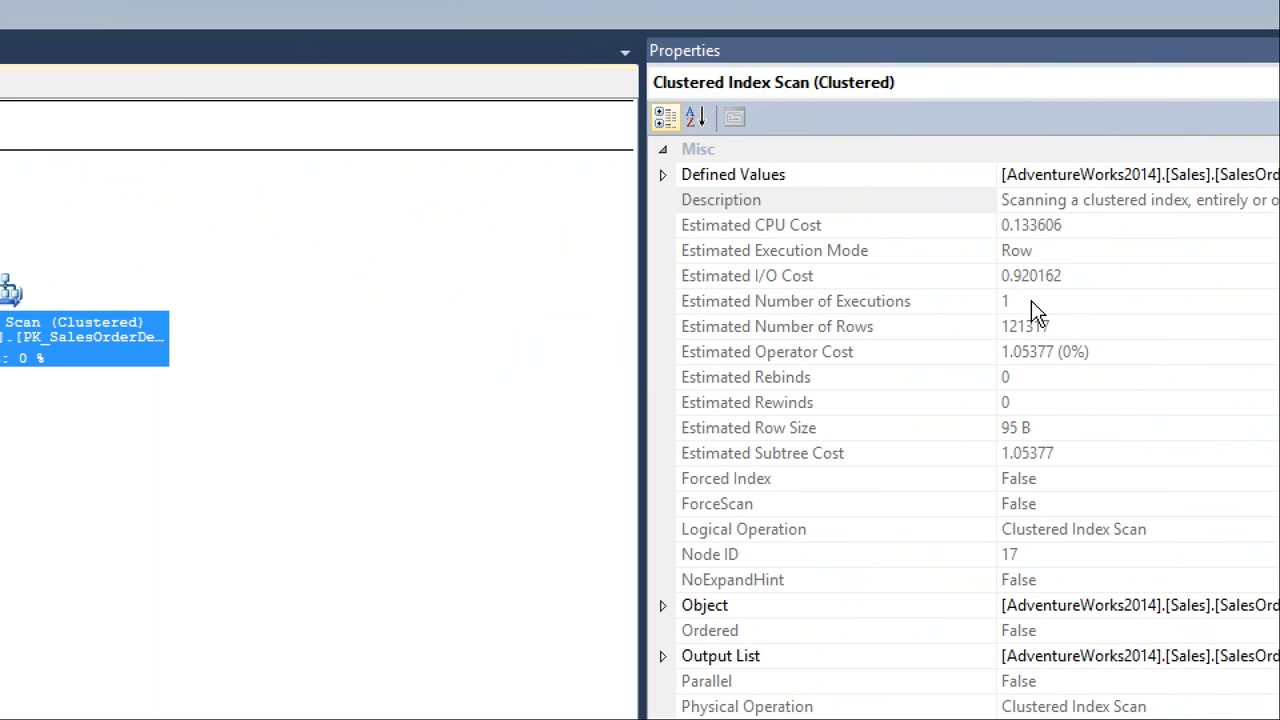 Properties
Clustered Index Scan (Clustered)
Misc
Defined Values [AdventureWorks2014].[Sales].[SalesOrd
Description Scanning a clustered index, entirely or o
Estimated CPU Cost 0.133606
Estimated Execution Mode Row
Estimated I/O Cost 0.920162
Estimated Number of Executions 1
Estimated Number of Rows 121317
Estimated Operator Cost 1.05377 (0%)
Estimated Rebinds 0
Estimated Rewinds 0
Estimated Row Size 95 B
Estimated Subtree Cost 1.05377
Forced Index False
ForceScan False
Logical Operation Clustered Index Scan
Node ID 17
NoExpandHint False
Object [AdventureWorks2014].[Sales].[SalesOrd
Ordered False
Output List [AdventureWorks2014].[Sales].[SalesOrd
Parallel False
Physical Operation Clustered Index Scan
Scan (Clustered)
].[PK_SalesOrderDe...
: 0 %